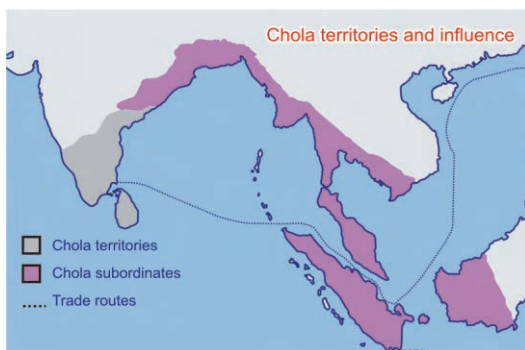 Chola territories and influence
Chola territories
Chola subordinates
Trade routes